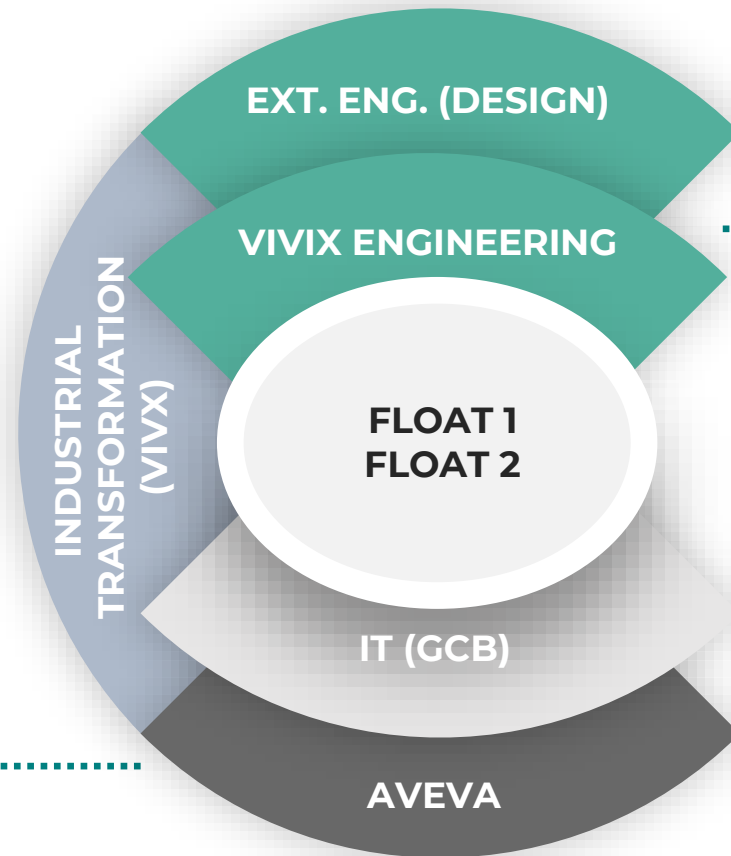 EXT. ENG. (DESIGN)
VIVIX ENGINEERING
INDUSTRIAL
TRANSFORMATION
(VIVX)
FLOAT 1
FLOAT 2
IT (GCB)
AVEVA